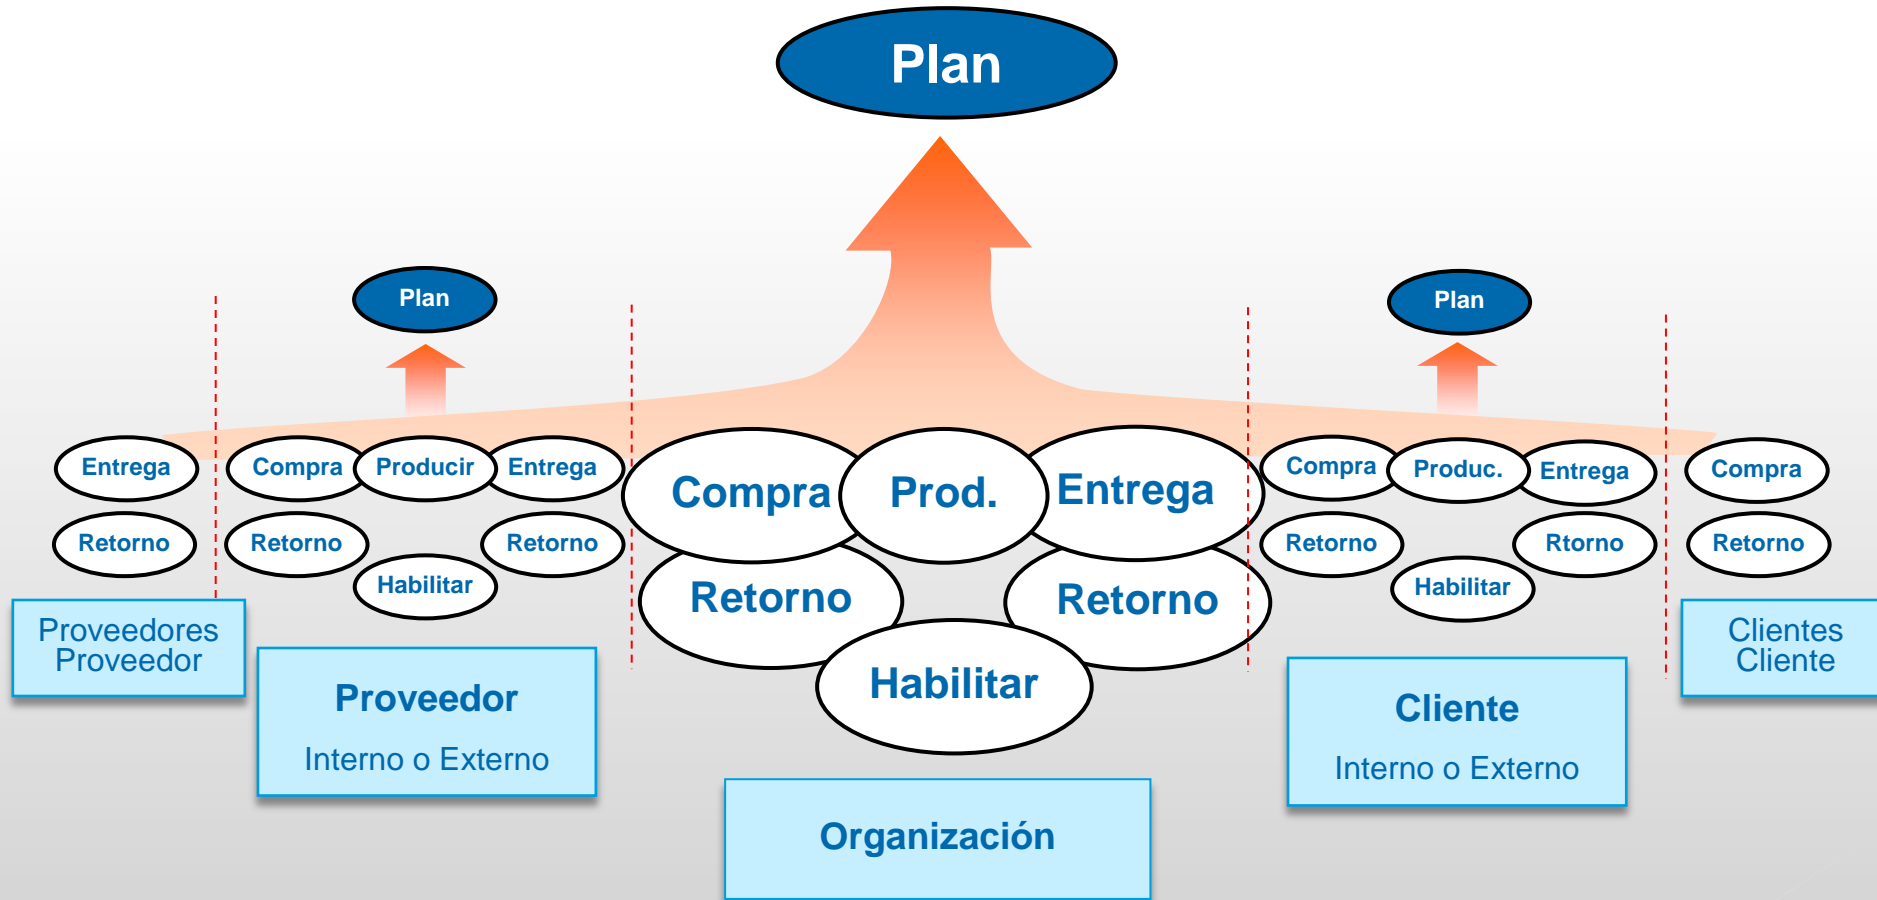 Plan
Plan
Plan
Entrega
Compra
Producir
Entrega
Compra
Prod.
Entrega
Compra
Produc.
Entrega
Compra
Retorno
Retorno
Habilitar
Retorno
Retorno
Retorno
Habilitar
Retorno
Habilitar
Rtorno
Retorno
Proveedores
Proveedor
Proveedor
Interno o Externo
Organización
Cliente
Interno o Externo
Clientes
Cliente